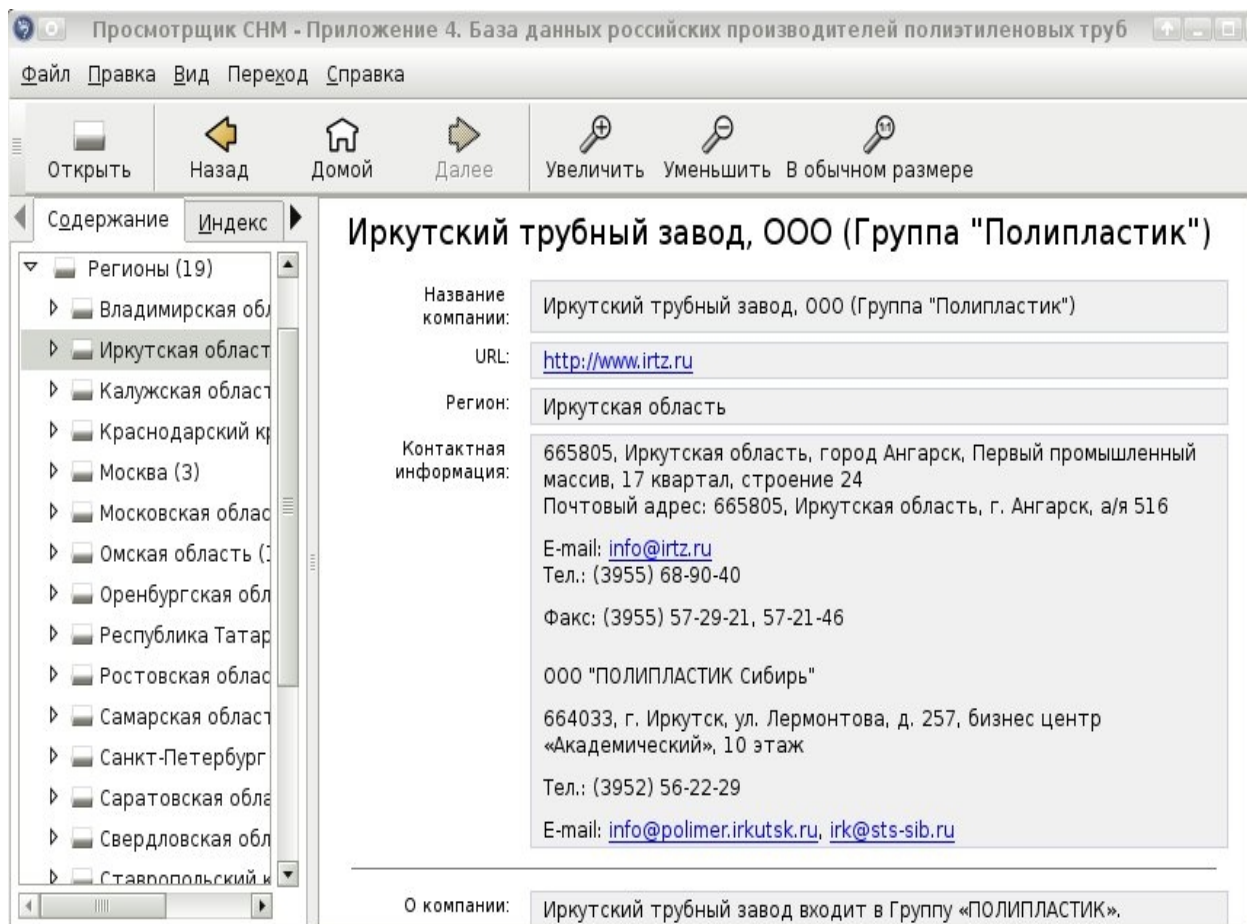 Просмотрщик CHM - Приложение 4. База данных российских производителей полиэтиленовых труб
Файл Правка Вид Переход Справка
Открыть Назад Домой Далее Увеличить Уменьшить В обычном размере
Содержание Индекс
Регионы (19)
Владимирская обл
Иркутская област
Калужская област
Краснодарский кр
Москва (3)
Московская облас
Омская область (1
Оренбургская обл
Республика Татар
Ростовская облас
Самарская област
Санкт-Петербург
Саратовская обла
Свердловская обл
Ставропольский к
Иркутский трубный завод, ООО (Группа "Полипластик")
Название компании: Иркутский трубный завод, ООО (Группа "Полипластик")
URL: http://www.irtz.ru
Регион: Иркутская область
Контактная информация:
665805, Иркутская область, город Ангарск, Первый промышленный
массив, 17 квартал, строение 24
Почтовый адрес: 665805, Иркутская область, г. Ангарск, а/я 516
E-mail: info@irtz.ru
Тел.: (3955) 68-90-40
Факс: (3955) 57-29-21, 57-21-46
ООО "ПОЛИПЛАСТИК Сибирь"
664033, г. Иркутск, ул. Лермонтова, д. 257, бизнес центр
«Академический», 10 этаж
Тел.: (3952) 56-22-29
E-mail: info@polimer.irkutsk.ru, irk@sts-sib.ru
О компании: Иркутский трубный завод входит в Группу «ПОЛИПЛАСТИК».